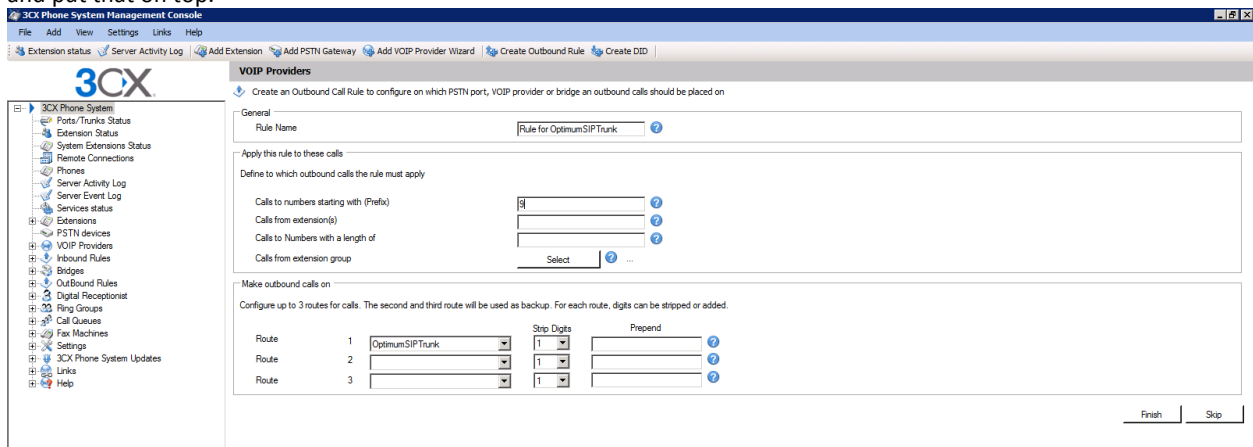 and put that on top.
3CX Phone System Management Console
File Add View Settings Links Help
Extension status Server Activity Log Add Extension Add PSTN Gateway Add VOIP Provider Wizard Create Outbound Rule Create DID
3CX
VOIP Providers
Create an Outbound Call Rule to configure on which PSTN port, VOIP provider or bridge an outbound calls should be placed on
3CX Phone System
Ports/Trunks Status
Extension Status
System Extensions Status
Remote Connections
Phones
Server Activity Log
Server Event Log
Services status
Extensions
PSTN devices
VOIP Providers
Inbound Rules
Bridges
OutBound Rules
Digital Receptionist
Ring Groups
Call Queues
Fax Machines
Settings
3CX Phone System Updates
Links
Help
General
Rule Name Rule for OptimumSIPTrunk
Apply this rule to these calls
Define to which outbound calls the rule must apply
Calls to numbers starting with (Prefix) 9
Calls from extension(s)
Calls to Numbers with a length of
Calls from extension group Select ...
Make outbound calls on
Configure up to 3 routes for calls. The second and third route will be used as backup. For each route, digits can be stripped or added.
Strip Digits Prepend
Route 1 OptimumSIPTrunk 1
Route 2 1
Route 3 1
Finish Skip